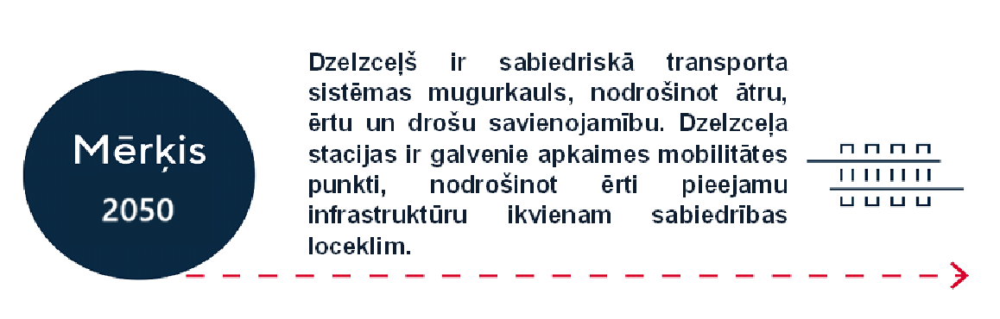 Mērķis
2050
Dzelzceļš ir sabiedriskā transporta
sistēmas mugurkauls, nodrošinot ātru,
ērtu un drošu savienojamību. Dzelzceļa
stacijas ir galvenie apkaimes mobilitātes
punkti, nodrošinot ērti pieejamu
infrastruktūru ikvienam sabiedrības
loceklim.